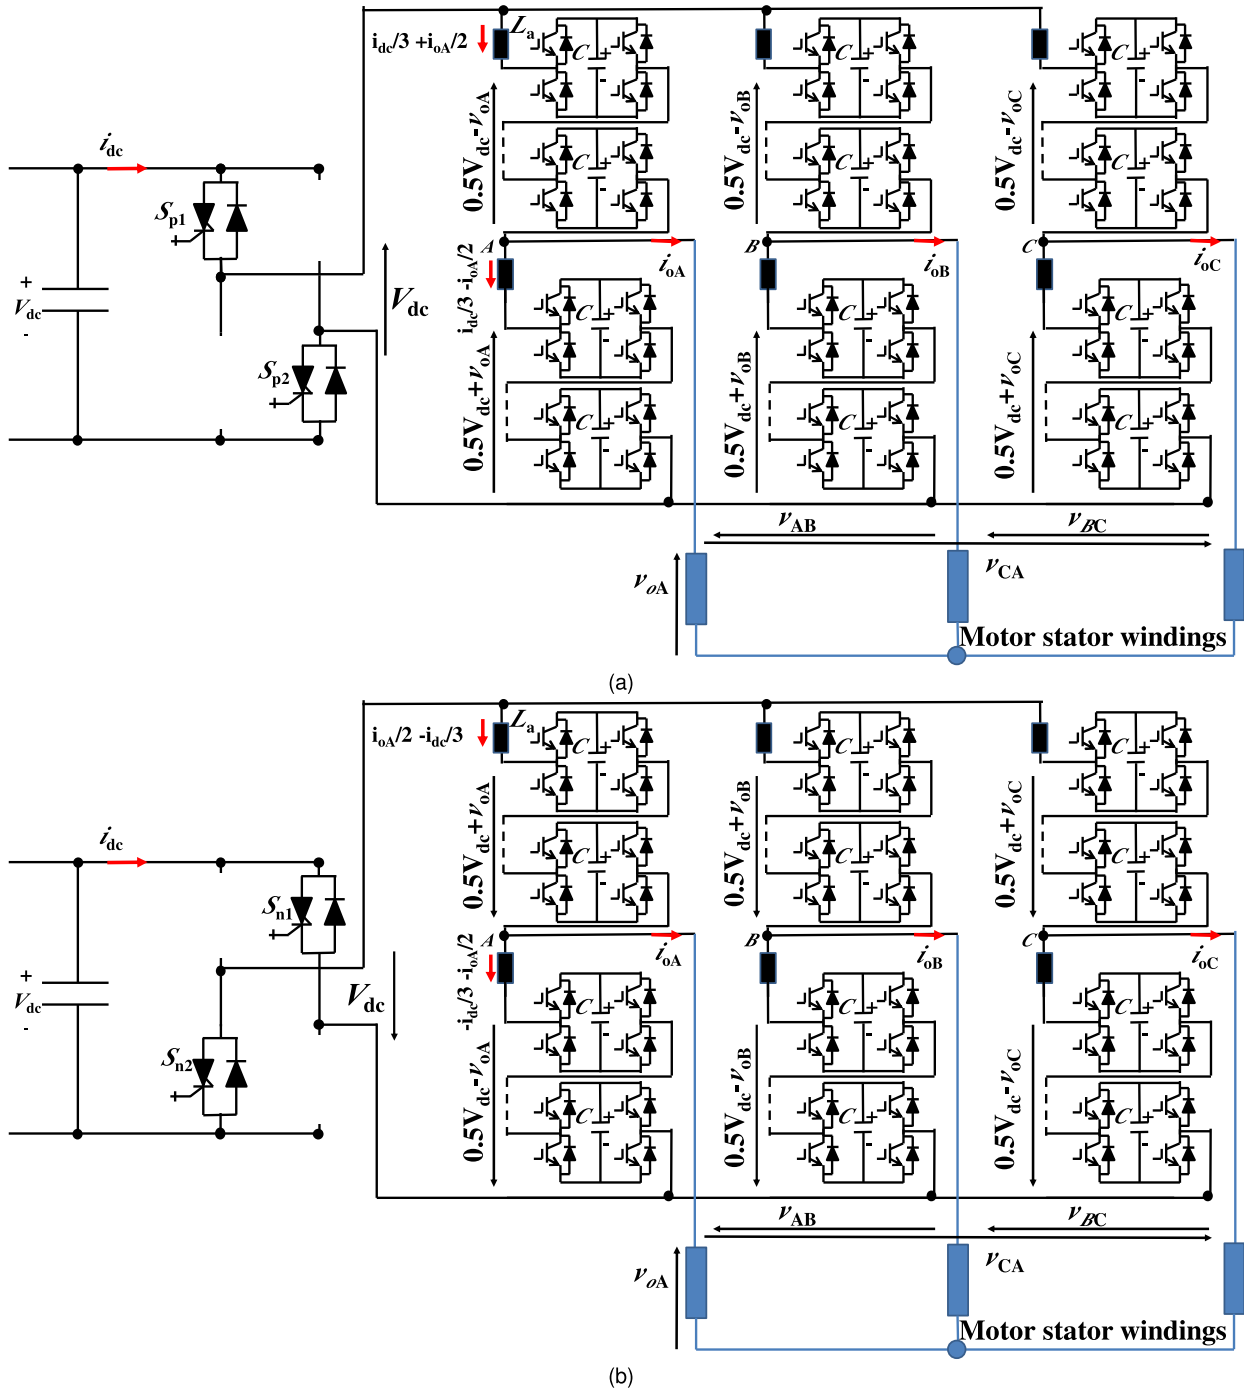 i_dc/3 +i_oA/2
L_a
C + -
C + -
C + -
0.5V_dc-v_oA
0.5V_dc-v_oB
0.5V_dc-v_oC
C +
C +
C +
i_dc
S_p1
A
i_oA
B
i_oB
C
i_oC
i_dc/3 -i_oA/2
V_dc
+
V_dc
-
S_p2
C + -
C + -
C + -
0.5V_dc+v_oA
0.5V_dc+v_oB
0.5V_dc+v_oC
C + -
C + -
C + -
v_AB
v_BC
v_CA
v_oA
Motor stator windings
(a)
i_oA/2 -i_dc/3
L_a
C + -
C + -
C + -
0.5V_dc+v_oA
0.5V_dc+v_oB
0.5V_dc+v_oC
C +
C +
C +
i_dc
S_n1
A
i_oA
B
i_oB
C
i_oC
-i_dc/3 -i_oA/2
V_dc
+
V_dc
-
S_n2
C + -
C + -
C + -
0.5V_dc-v_oA
0.5V_dc-v_oB
0.5V_dc-v_oC
C + -
C + -
C + -
v_AB
v_BC
v_CA
v_oA
Motor stator windings
(b)